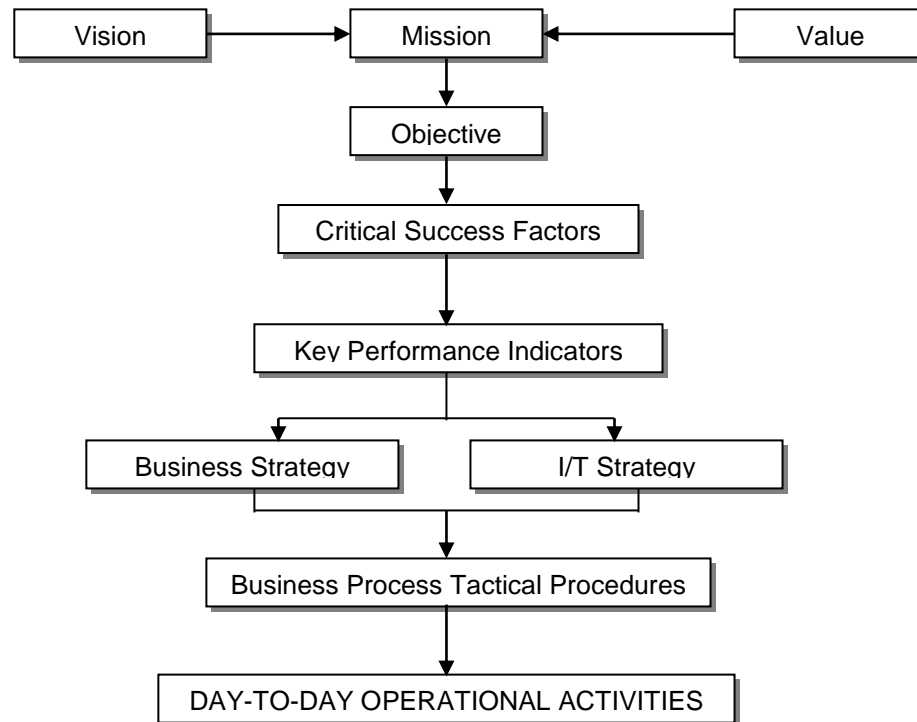 Vision
Mission
Value
Objective
Critical Success Factors
Key Performance Indicators
Business Strategy
I/T Strategy
Business Process Tactical Procedures
DAY-TO-DAY OPERATIONAL ACTIVITIES